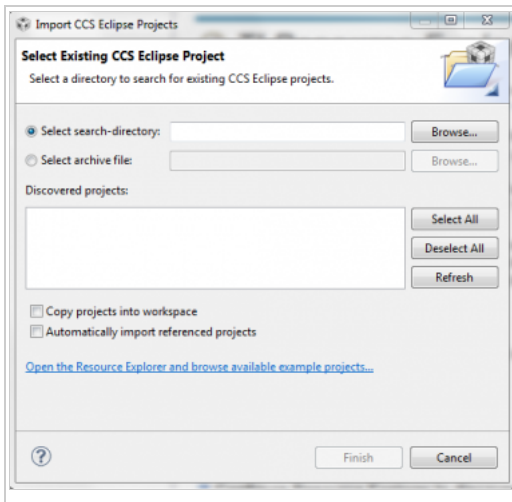 Import CCS Eclipse Projects
Select Existing CCS Eclipse Project
Select a directory to search for existing CCS Eclipse projects.
Select search-directory: Browse...
Select archive file: Browse...
Discovered projects:
Select All
Deselect All
Refresh
Copy projects into workspace
Automatically import referenced projects
Open the Resource Explorer and browse available example projects...
? Finish Cancel